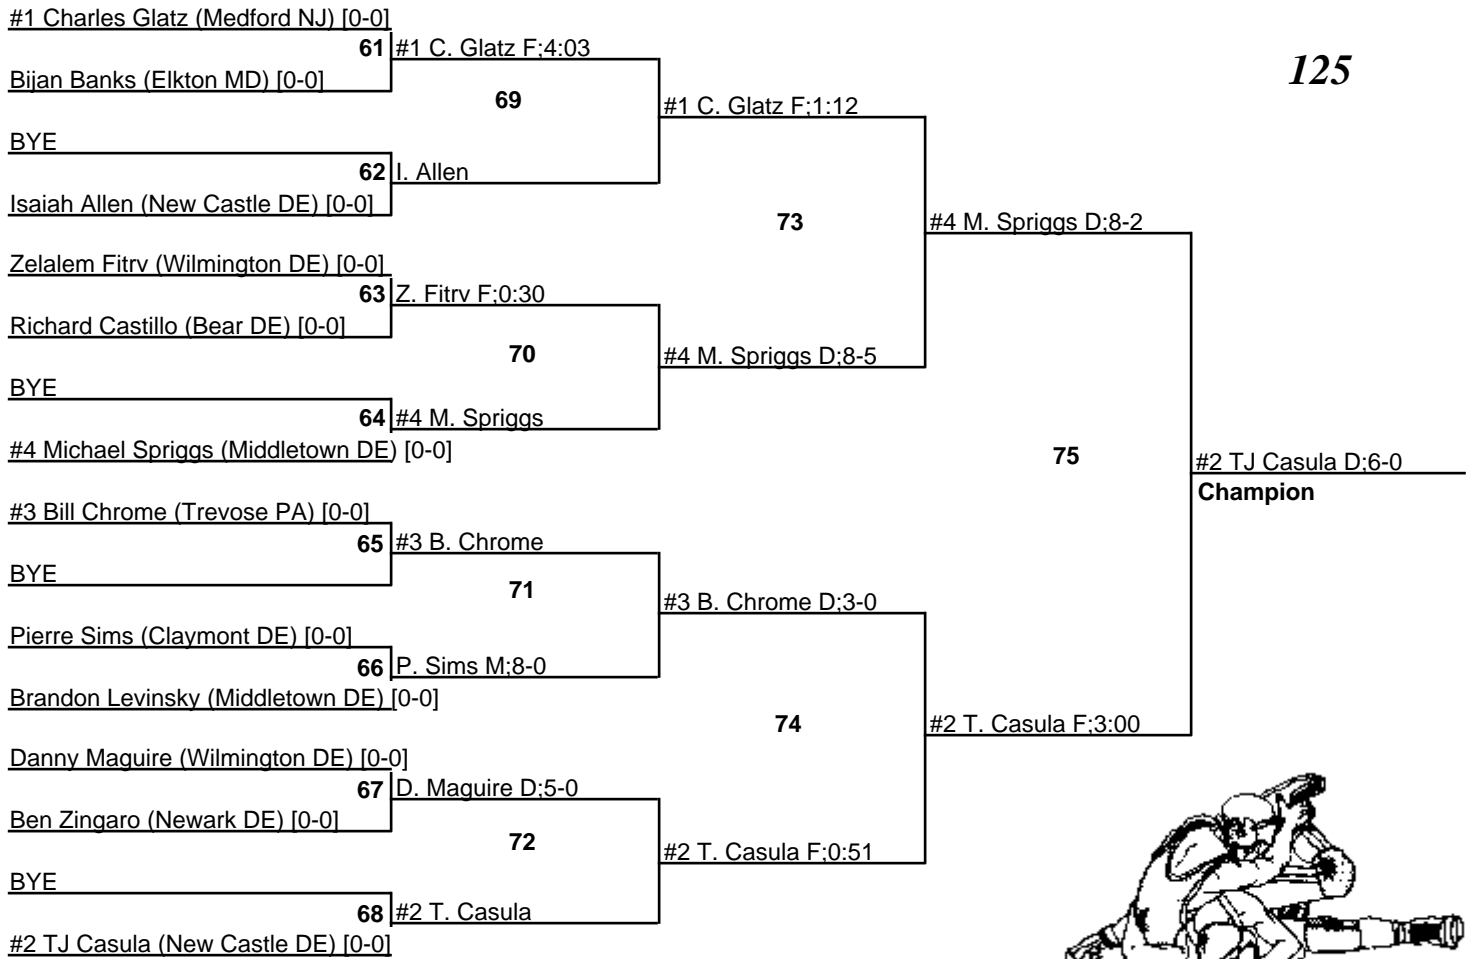 #1 Charles Glatz (Medford NJ) [0-0]
61 #1 C. Glatz F;4:03
125
Bijan Banks (Elkton MD) [0-0]
69
#1 C. Glatz F;1:12
BYE
62 I. Allen
Isaiah Allen (New Castle DE) [0-0]
73
#4 M. Spriggs D;8-2
Zelalem Fitrv (Wilmington DE) [0-0]
63 Z. Fitrv F;0:30
Richard Castillo (Bear DE) [0-0]
70
#4 M. Spriggs D;8-5
BYE
64 #4 M. Spriggs
#4 Michael Spriggs (Middletown DE) [0-0]
75
#2 TJ Casula D;6-0
Champion
#3 Bill Chrome (Trevose PA) [0-0]
65 #3 B. Chrome
BYE
71
#3 B. Chrome D;3-0
Pierre Sims (Claymont DE) [0-0]
66 P. Sims M;8-0
Brandon Levinsky (Middletown DE) [0-0]
74
#2 T. Casula F;3:00
Danny Maguire (Wilmington DE) [0-0]
67 D. Maguire D;5-0
Ben Zingaro (Newark DE) [0-0]
72
#2 T. Casula F;0:51
BYE
68 #2 T. Casula
#2 TJ Casula (New Castle DE) [0-0]